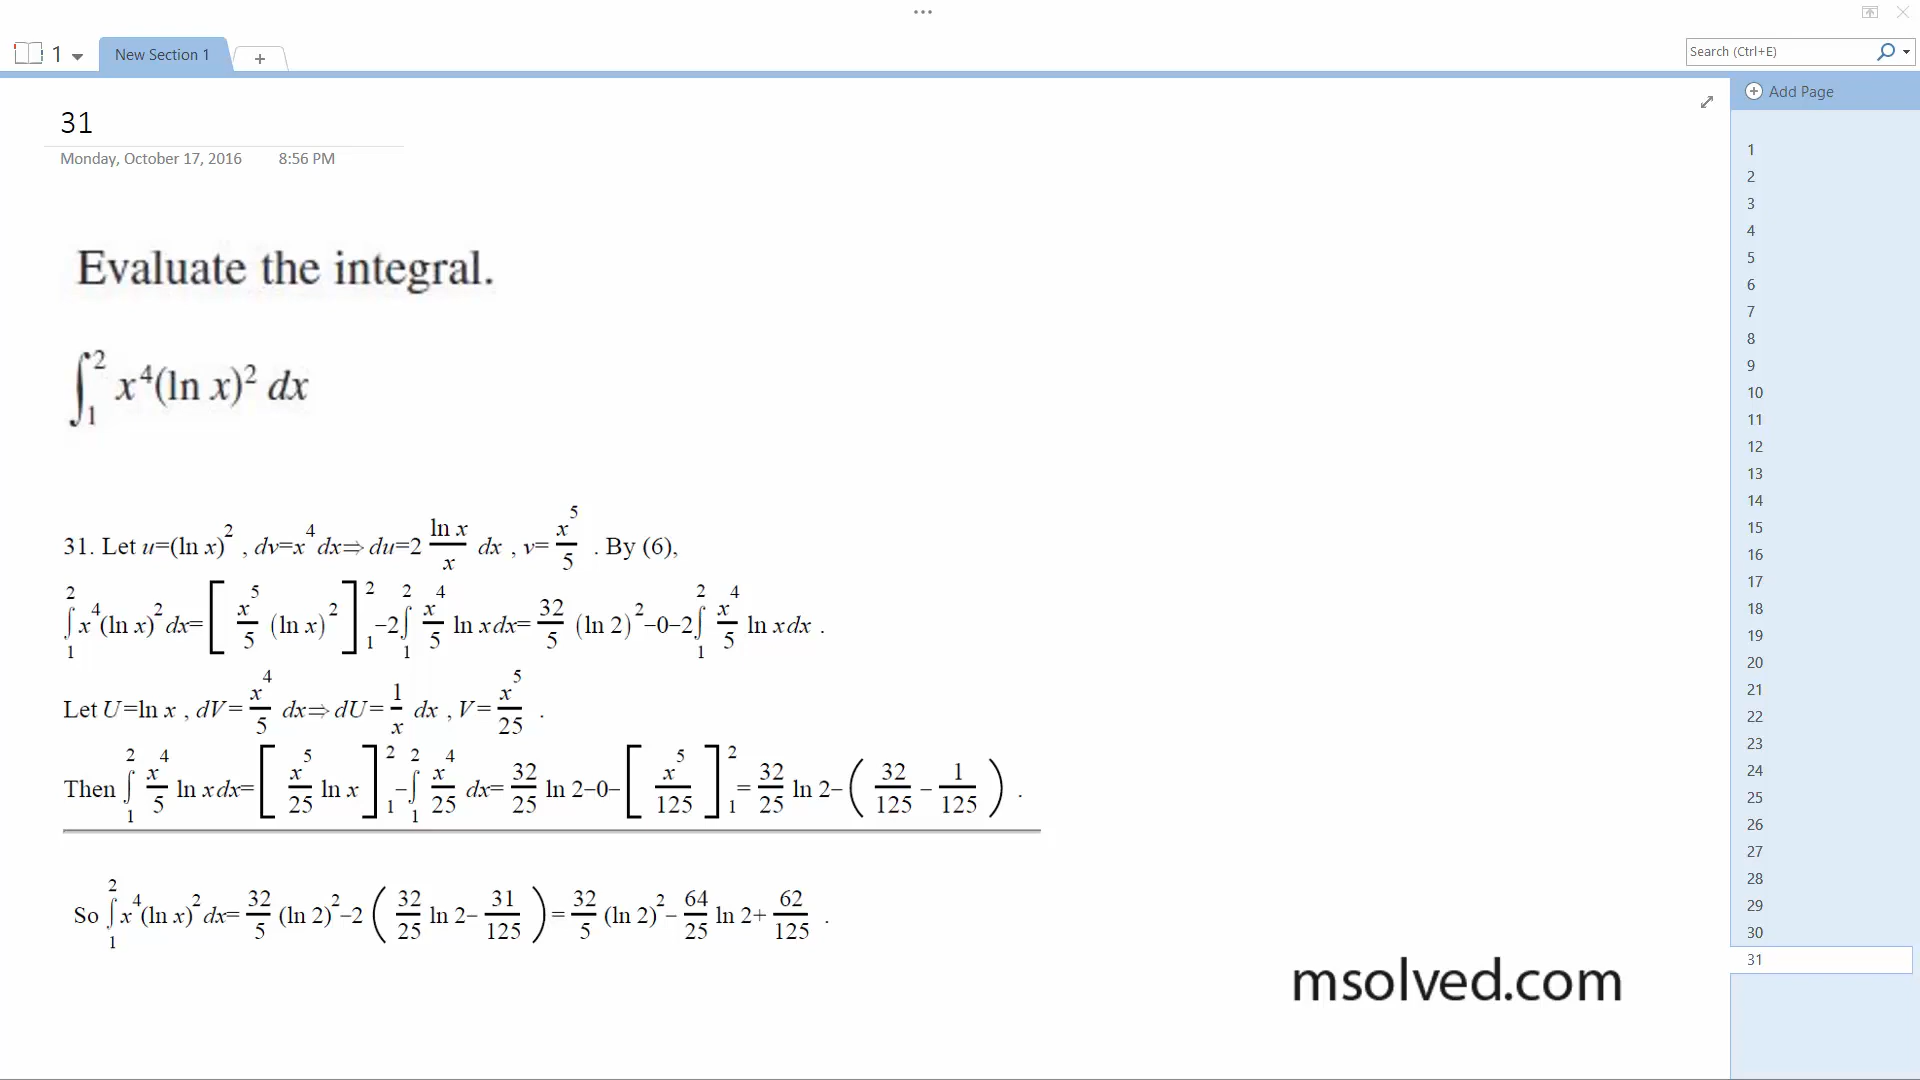 ...
1
New Section 1
+
Search (Ctrl+E)
Add Page
31
Monday, October 17, 2016 8:56 PM
Evaluate the integral.
∫₁² x⁴(ln x)² dx
31. Let u=(ln x)², dv=x⁴dx⇒du=2 (ln x)/x dx , v= x⁵/5 . By (6),
∫₁² x⁴(ln x)² dx=[ x⁵/5 (ln x)² ]₁² −2∫₁² x⁴/5 ln x dx= 32/5 (ln 2)²−0−2∫₁² x⁴/5 ln x dx .
Let U=ln x , dV= x⁴/5 dx⇒dU= 1/x dx , V= x⁵/25 .
Then ∫₁² x⁴/5 ln x dx=[ x⁵/25 ln x ]₁² −∫₁² x⁴/25 dx= 32/25 ln 2−0−[ x⁵/125 ]₁² = 32/25 ln 2−( 32/125 − 1/125 ) .
So ∫₁² x⁴(ln x)² dx= 32/5 (ln 2)²−2( 32/25 ln 2− 31/125 )= 32/5 (ln 2)²− 64/25 ln 2+ 62/125 .
msolved.com
1
2
3
4
5
6
7
8
9
10
11
12
13
14
15
16
17
18
19
20
21
22
23
24
25
26
27
28
29
30
31